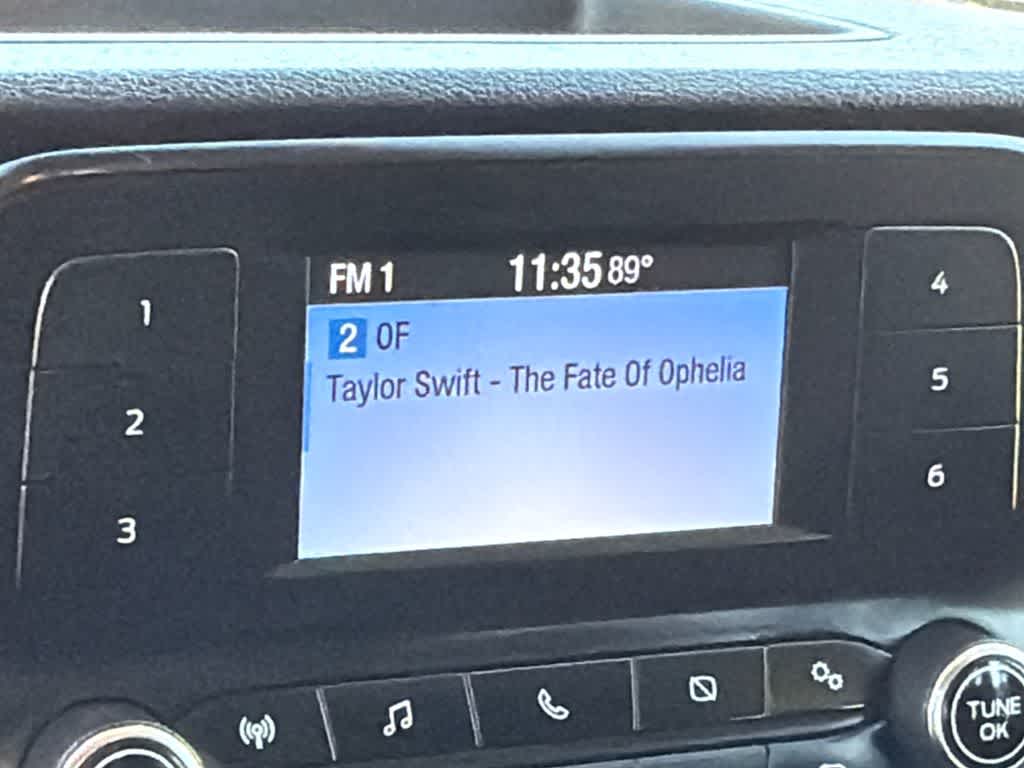 FM 1 11:35 89°
2 OF
Taylor Swift - The Fate Of Ophelia
1
2
3
4
5
6
TUNE
OK